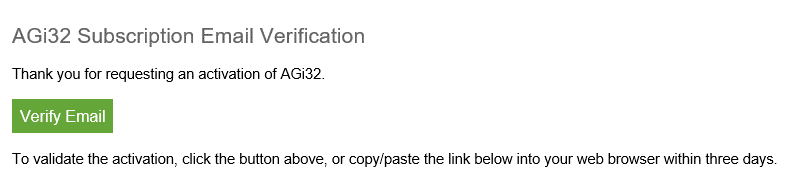 AGi32 Subscription Email Verification
Thank you for requesting an activation of AGi32.
Verify Email
To validate the activation, click the button above, or copy/paste the link below into your web browser within three days.